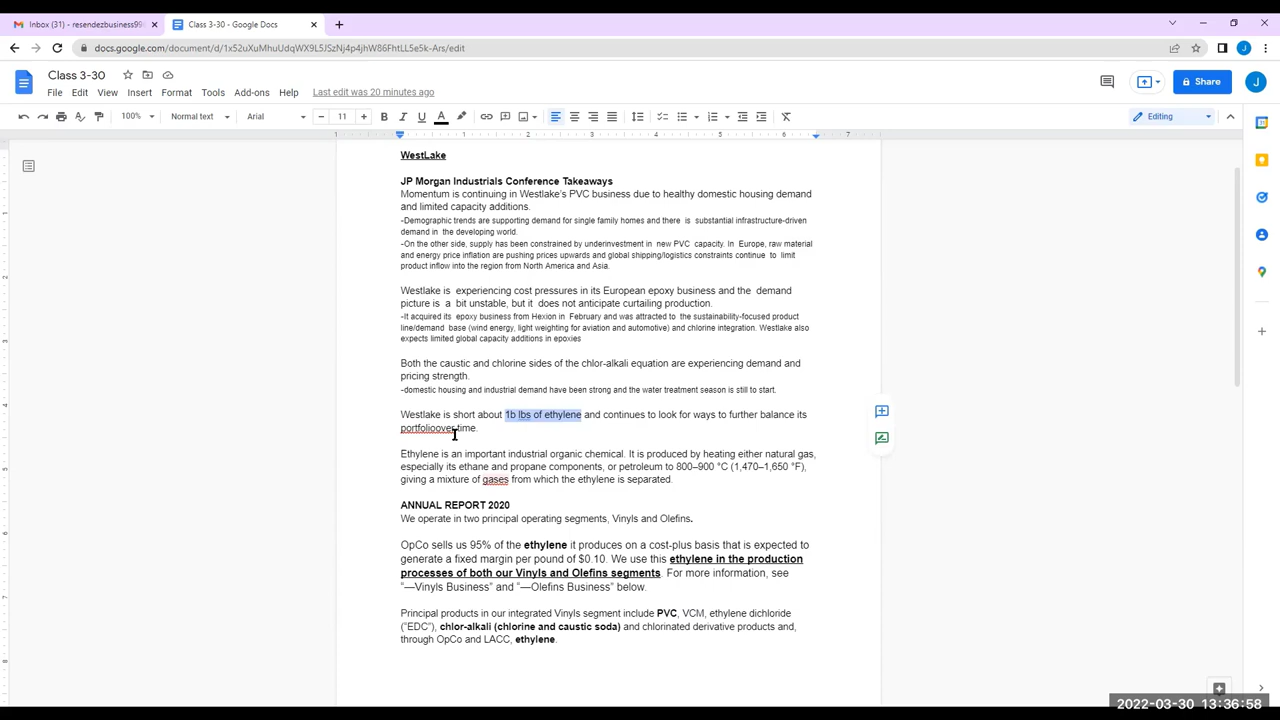 Inbox (31) - resendezbusiness99
Class 3-30 - Google Docs
docs.google.com/document/d/1x52uXuMhuUdqWX9L5JSzNj4p4jhW86FhtLL5e5k-Ars/edit
Class 3-30
File Edit View Insert Format Tools Add-ons Help Last edit was 20 minutes ago
Share
J
100% Normal text Arial 11 B I U A Editing
1 1 2 3 4 5 6 7
WestLake
JP Morgan Industrials Conference Takeaways
Momentum is continuing in Westlake's PVC business due to healthy domestic housing demand
and limited capacity additions.
-Demographic trends are supporting demand for single family homes and there is substantial infrastructure-driven
demand in the developing world.
-On the other side, supply has been constrained by underinvestment in new PVC capacity. In Europe, raw material
and energy price inflation are pushing prices upwards and global shipping/logistics constraints continue to limit
product inflow into the region from North America and Asia.
Westlake is experiencing cost pressures in its European epoxy business and the demand
picture is a bit unstable, but it does not anticipate curtailing production.
-It acquired its epoxy business from Hexion in February and was attracted to the sustainability-focused product
line/demand base (wind energy, light weighting for aviation and automotive) and chlorine integration. Westlake also
expects limited global capacity additions in epoxies
Both the caustic and chlorine sides of the chlor-alkali equation are experiencing demand and
pricing strength.
-domestic housing and industrial demand have been strong and the water treatment season is still to start.
Westlake is short about 1b lbs of ethylene and continues to look for ways to further balance its
portfolioover time.
Ethylene is an important industrial organic chemical. It is produced by heating either natural gas,
especially its ethane and propane components, or petroleum to 800–900 °C (1,470–1,650 °F),
giving a mixture of gases from which the ethylene is separated.
ANNUAL REPORT 2020
We operate in two principal operating segments, Vinyls and Olefins.
OpCo sells us 95% of the ethylene it produces on a cost-plus basis that is expected to
generate a fixed margin per pound of $0.10. We use this ethylene in the production
processes of both our Vinyls and Olefins segments. For more information, see
“—Vinyls Business” and “—Olefins Business” below.
Principal products in our integrated Vinyls segment include PVC, VCM, ethylene dichloride
("EDC"), chlor-alkali (chlorine and caustic soda) and chlorinated derivative products and,
through OpCo and LACC, ethylene.
2022-03-30 13:36:58